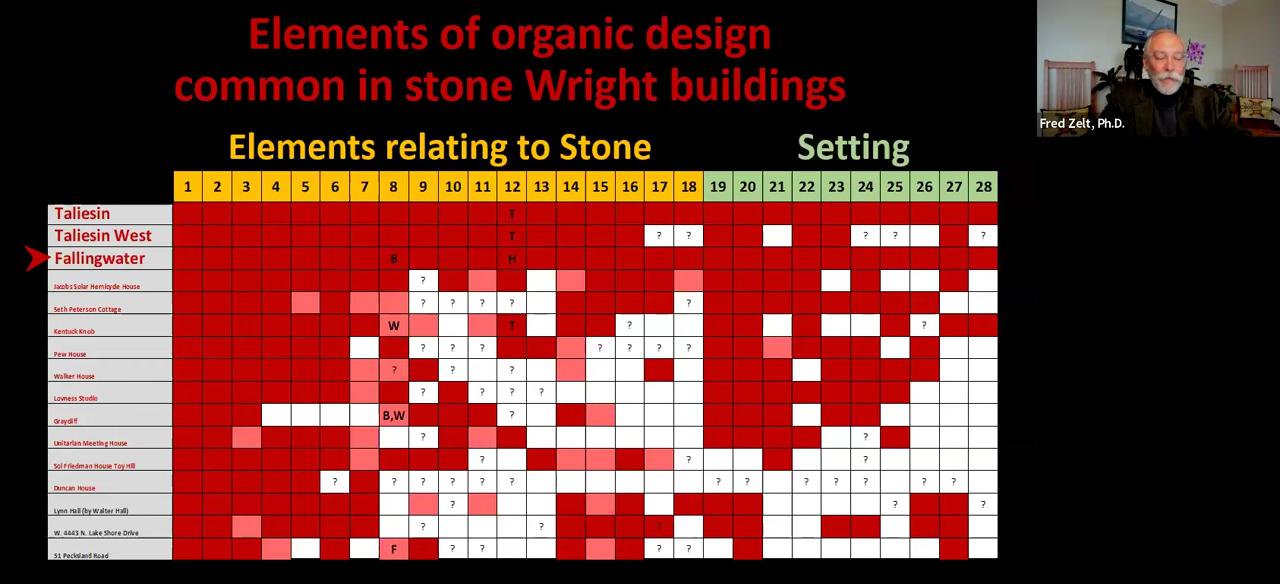 Elements of organic design
common in stone Wright buildings
Fred Zelt, Ph.D.
Elements relating to Stone Setting
1 2 3 4 5 6 7 8 9 10 11 12 13 14 15 16 17 18 19 20 21 22 23 24 25 26 27 28
Taliesin T
Taliesin West T ? ? ? ? ?
Fallingwater B H
Jacobs Solar Hemicyde House ?
Seth Peterson Cottage ? ? ? ? ?
Kentuck Knob W T ? ?
Pew House ? ? ? ? ? ? ?
Walker House ? ? ?
Lovness Studio ? ? ? ?
Graycliff B,W ?
Unitarian Meeting House ? ?
Sol Friedman House Toy Hill ? ? ?
Duncan House ? ? ? ? ? ? ? ? ? ? ? ? ?
Lynn Hall (by Walter Hall) ? ? ?
W. 4443 N. Lake Shore Drive ? ? ?
51 Pecksland Road F ? ? ? ?